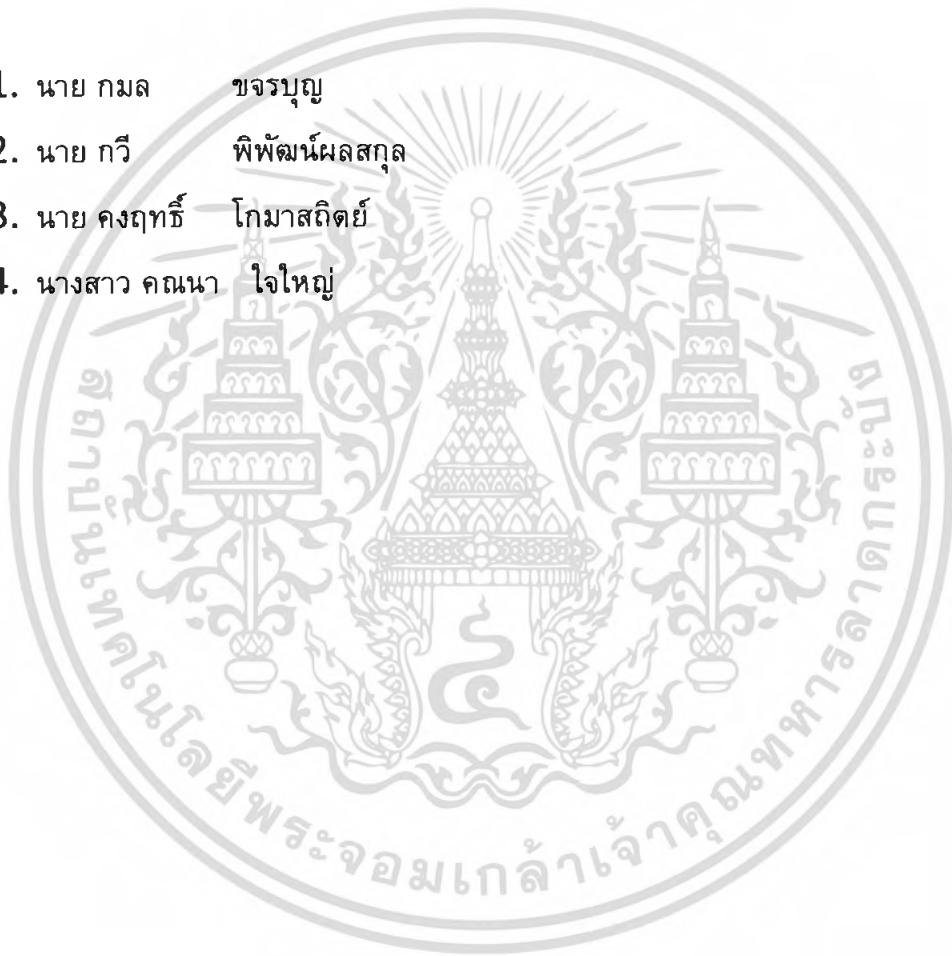 1. นาย กมล ขจรบุญ
2. นาย กวี พิพัฒน์ผลสกุล
3. นาย คงฤทธิ์ โกมาสถิตย์
4. นางสาว คณนา ใจใหญ่
สถาบันเทคโนโลยีพระจอมเกล้าเจ้าคุณทหารลาดกระบัง
๔